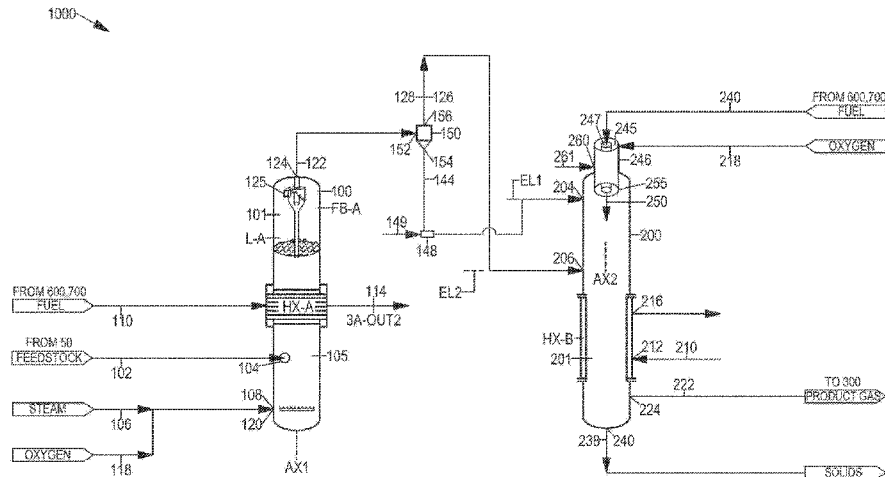 1000
FROM 600,700
FUEL
240
OXYGEN
218
247
245
260
246
261
255
250
128
126
156
150
152
154
144
124
122
125
100
FB-A
101
L-A
149
148
EL1
204
200
206
EL2
AX2
FROM 600,700
FUEL
110
HX-A
114
3A-OUT2
216
HX-B
201
212
210
FROM 50
FEEDSTOCK
102
104
105
TO 300
PRODUCT GAS
222
224
STEAM
106
108
120
OXYGEN
118
AX1
240
SOLIDS